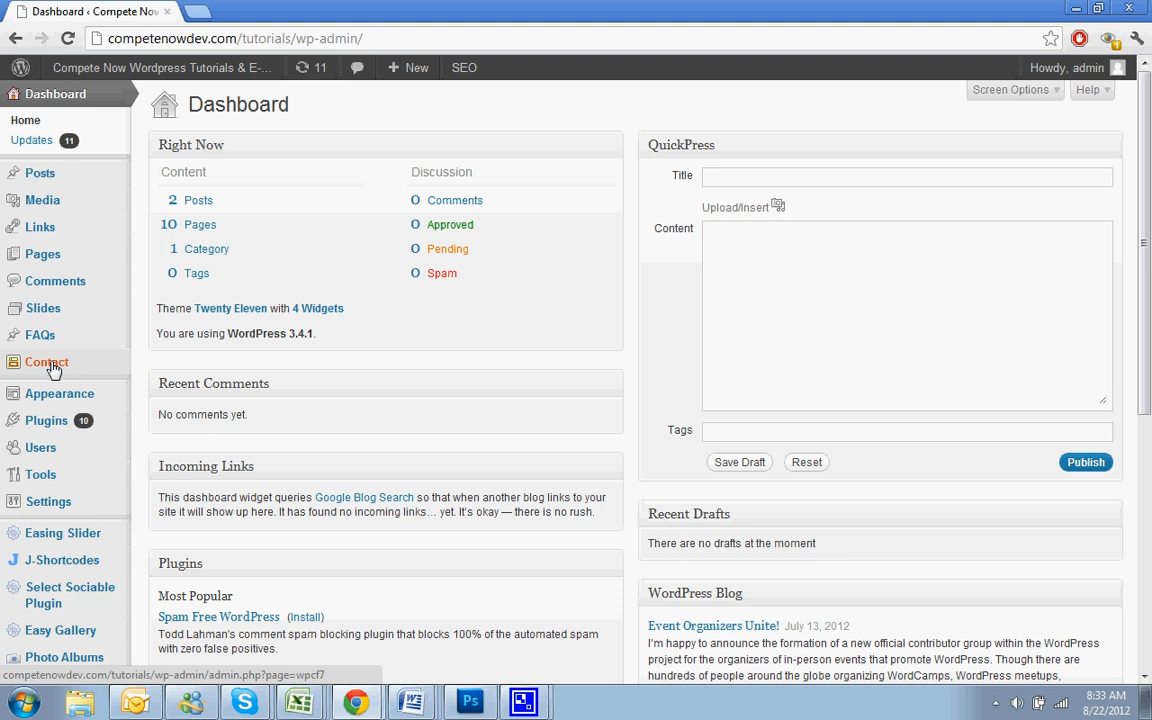 Dashboard ‹ Compete Now
competenowdev.com/tutorials/wp-admin/
Compete Now Wordpress Tutorials & E-... 11 New SEO Howdy, admin
Dashboard
Home
Updates 11
Posts
Media
Links
Pages
Comments
Slides
FAQs
Contact
Appearance
Plugins 10
Users
Tools
Settings
Easing Slider
J-Shortcodes
Select Sociable
Plugin
Easy Gallery
Photo Albums
Dashboard
Screen Options Help
Right Now
Content Discussion
2 Posts 0 Comments
10 Pages 0 Approved
1 Category 0 Pending
0 Tags 0 Spam
Theme Twenty Eleven with 4 Widgets
You are using WordPress 3.4.1.
Recent Comments
No comments yet.
Incoming Links
This dashboard widget queries Google Blog Search so that when another blog links to your
site it will show up here. It has found no incoming links… yet. It's okay — there is no rush.
Plugins
Most Popular
Spam Free WordPress (Install)
Todd Lahman's comment spam blocking plugin that blocks 100% of the automated spam
with zero false positives.
QuickPress
Title
Upload/Insert
Content
Tags
Save Draft Reset Publish
Recent Drafts
There are no drafts at the moment
WordPress Blog
Event Organizers Unite! July 13, 2012
I'm happy to announce the formation of a new official contributor group within the WordPress
project for the organizers of in-person events that promote WordPress. Though there are
hundreds of people around the globe organizing WordCamps, WordPress meetups,
competenowdev.com/tutorials/wp-admin/admin.php?page=wpcf7
8:33 AM
8/22/2012